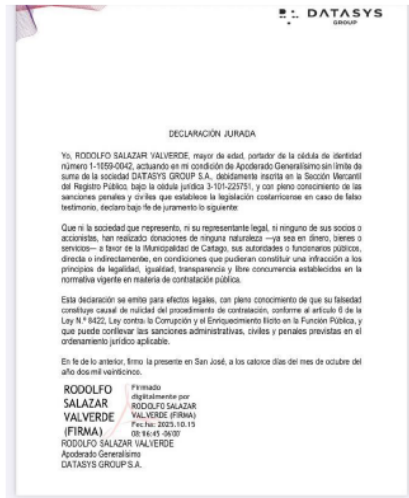 DATASYS
GROUP
DECLARACIÓN JURADA
Yo, RODOLFO SALAZAR VALVERDE, mayor de edad, portador de la cédula de identidad
número 1-1059-0042, actuando en mi condición de Apoderado Generalísimo sin límite de
suma de la sociedad DATASYS GROUP S.A., debidamente inscrita en la Sección Mercantil
del Registro Público, bajo la cédula jurídica 3-101-225751, y con pleno conocimiento de las
sanciones penales y civiles que establece la legislación costarricense en caso de falso
testimonio, declaro bajo fe de juramento lo siguiente:
Que ni la sociedad que represento, ni su representante legal, ni ninguno de sus socios o
accionistas, han realizado donaciones de ninguna naturaleza —ya sea en dinero, bienes o
servicios— a favor de la Municipalidad de Cartago, sus autoridades o funcionarios públicos,
directa o indirectamente, en condiciones que pudieran constituir una infracción a los
principios de legalidad, igualdad, transparencia y libre concurrencia establecidos en la
normativa vigente en materia de contratación pública.
Esta declaración se emite para efectos legales, con pleno conocimiento de que su falsedad
constituye causal de nulidad del procedimiento de contratación, conforme al artículo 6 de la
Ley N.º 8422, Ley contra la Corrupción y el Enriquecimiento Ilícito en la Función Pública, y
que puede conllevar las sanciones administrativas, civiles y penales previstas en el
ordenamiento jurídico aplicable.
En fe de lo anterior, firmo la presente en San José, a los catorce días del mes de octubre del
año dos mil veinticinco.
RODOLFO
SALAZAR
VALVERDE
(FIRMA)
Firmado
digitalmente por
RODOLFO SALAZAR
VALVERDE (FIRMA)
Fecha: 2025.10.15
08:16:45 -06'00'
RODOLFO SALAZAR VALVERDE
Apoderado Generalísimo
DATASYS GROUP S.A.